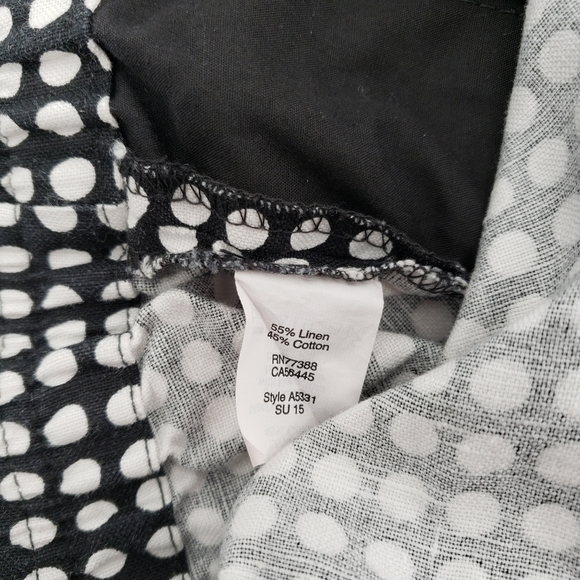 55% Linen
45% Cotton
RN77388
CA56445
Style A5331
SU 15